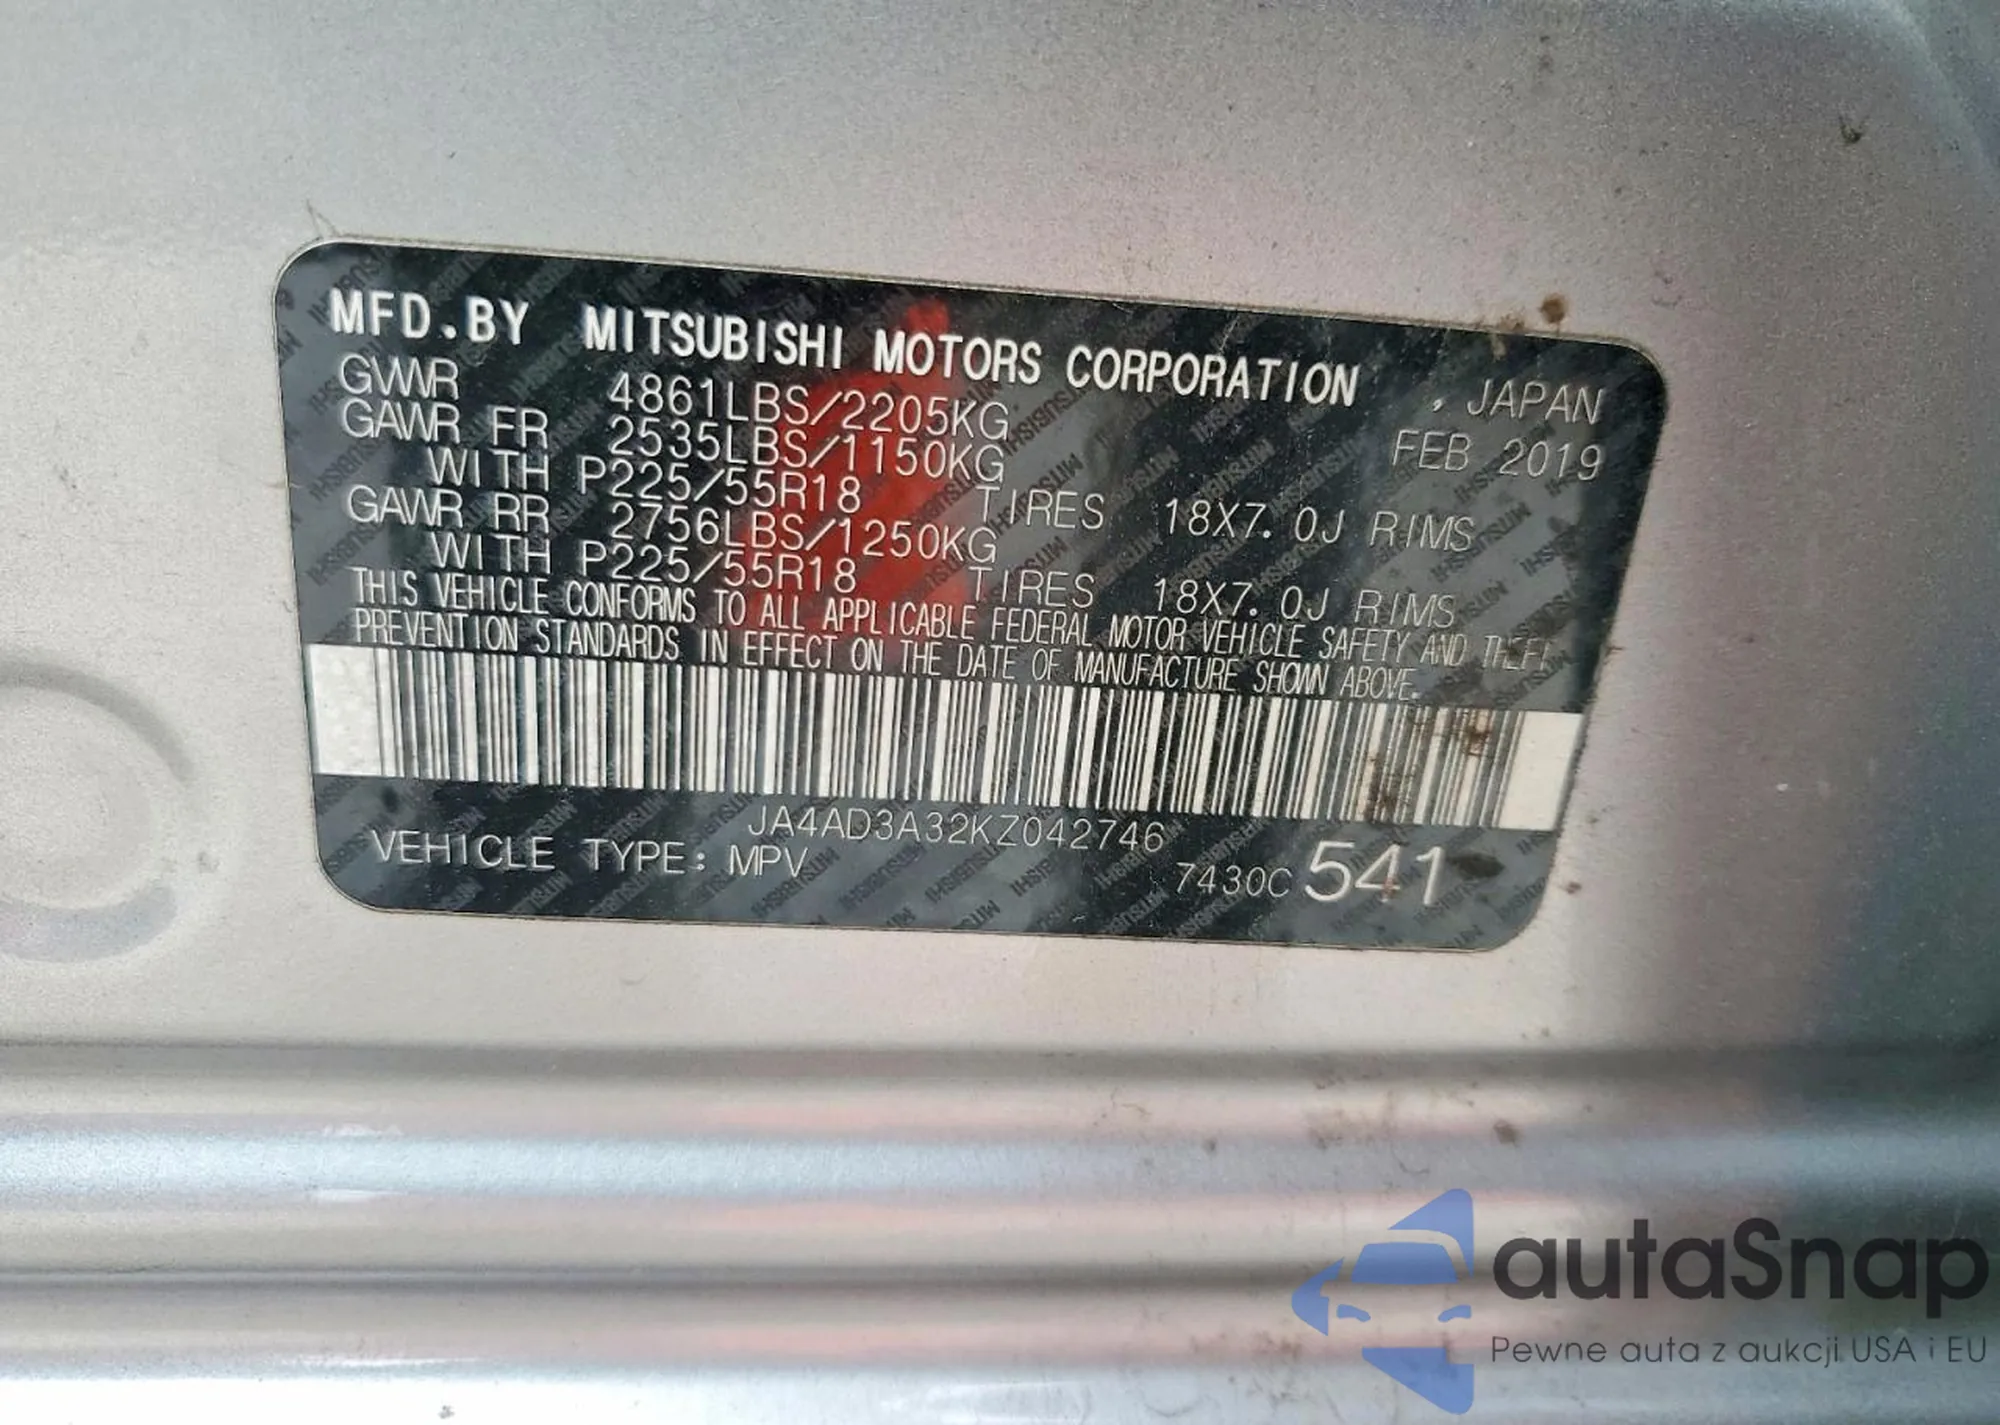 MFD.BY MITSUBISHI MOTORS CORPORATION , JAPAN
GVWR 4861LBS/2205KG FEB 2019
GAWR FR 2535LBS/1150KG
WITH P225/55R18 TIRES 18X7.0J RIMS
GAWR RR 2756LBS/1250KG
WITH P225/55R18 TIRES 18X7.0J RIMS
THIS VEHICLE CONFORMS TO ALL APPLICABLE FEDERAL MOTOR VEHICLE SAFETY AND THEFT
PREVENTION STANDARDS IN EFFECT ON THE DATE OF MANUFACTURE SHOWN ABOVE.
JA4AD3A32KZ042746
VEHICLE TYPE: MPV 7430C 541
autaSnap
Pewne auta z aukcji USA i EU